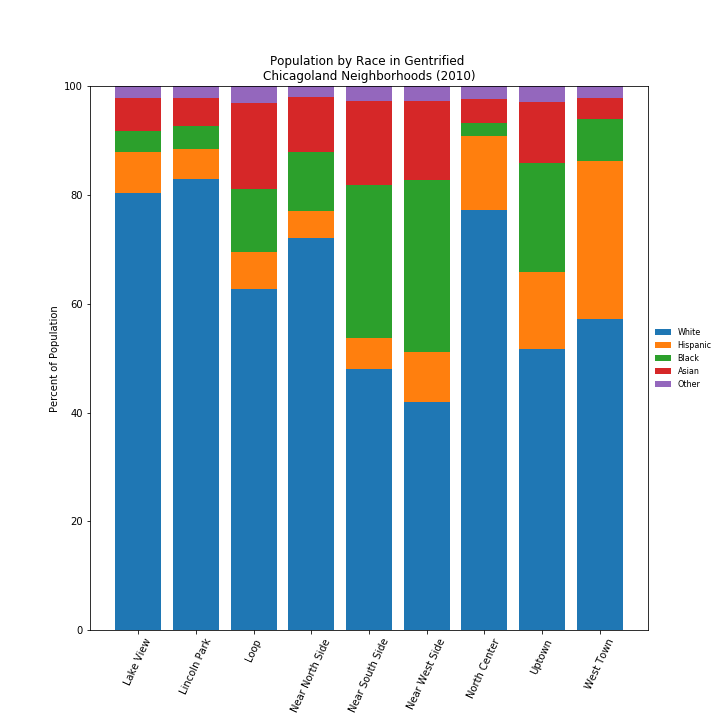 Population by Race in Gentrified
Chicagoland Neighborhoods (2010)
100
80
60
40
20
0
Percent of Population
Lake View
Lincoln Park
Loop
Near North Side
Near South Side
Near West Side
North Center
Uptown
West Town
White
Hispanic
Black
Asian
Other